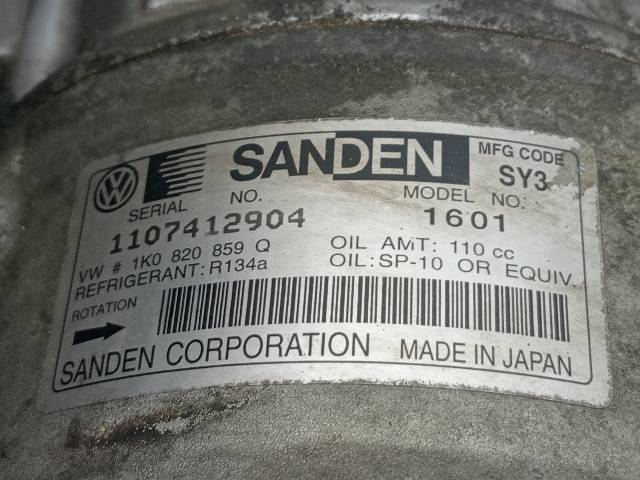 SANDEN
MFG CODE
SY3
SERIAL NO.
1107412904
MODEL NO:
1601
VW # 1K0 820 859 Q
OIL AMT: 110 cc
REFRIGERANT: R134a
OIL: SP-10 OR EQUIV.
ROTATION
SANDEN CORPORATION MADE IN JAPAN